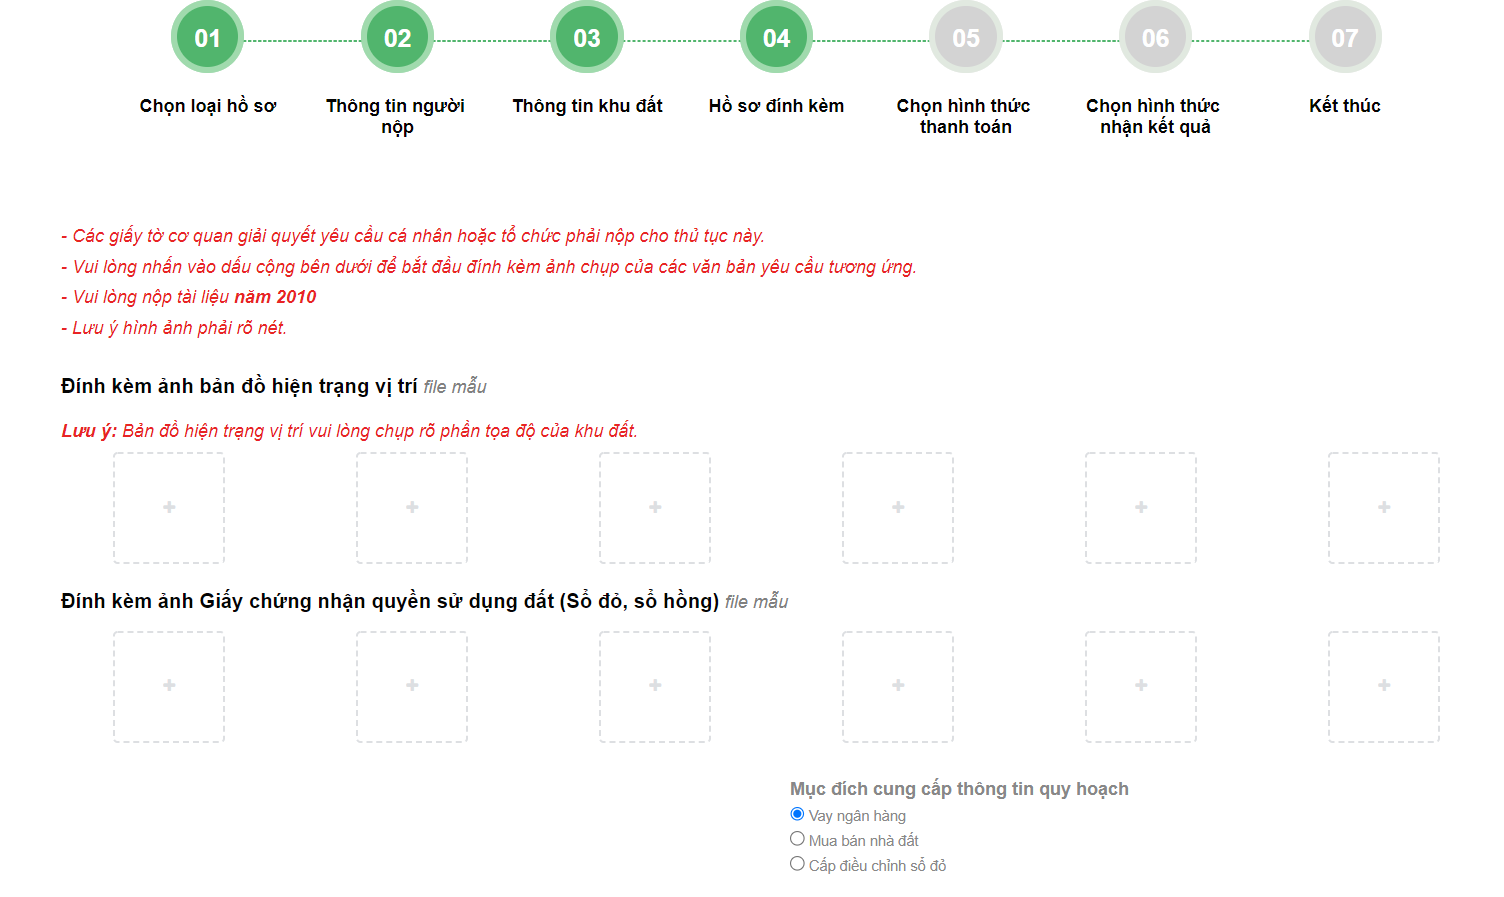 01 02 03 04 05 06 07
Chọn loại hồ sơ
Thông tin người
nộp
Thông tin khu đất
Hồ sơ đính kèm
Chọn hình thức
thanh toán
Chọn hình thức
nhận kết quả
Kết thúc
- Các giấy tờ cơ quan giải quyết yêu cầu cá nhân hoặc tổ chức phải nộp cho thủ tục này.
- Vui lòng nhấn vào dấu cộng bên dưới để bắt đầu đính kèm ảnh chụp của các văn bản yêu cầu tương ứng.
- Vui lòng nộp tài liệu năm 2010
- Lưu ý hình ảnh phải rõ nét.
Đính kèm ảnh bản đồ hiện trạng vị trí file mẫu
Lưu ý: Bản đồ hiện trạng vị trí vui lòng chụp rõ phần tọa độ của khu đất.
+ + + + + +
Đính kèm ảnh Giấy chứng nhận quyền sử dụng đất (Sổ đỏ, sổ hồng) file mẫu
+ + + + + +
Mục đích cung cấp thông tin quy hoạch
Vay ngân hàng
Mua bán nhà đất
Cấp điều chỉnh sổ đỏ